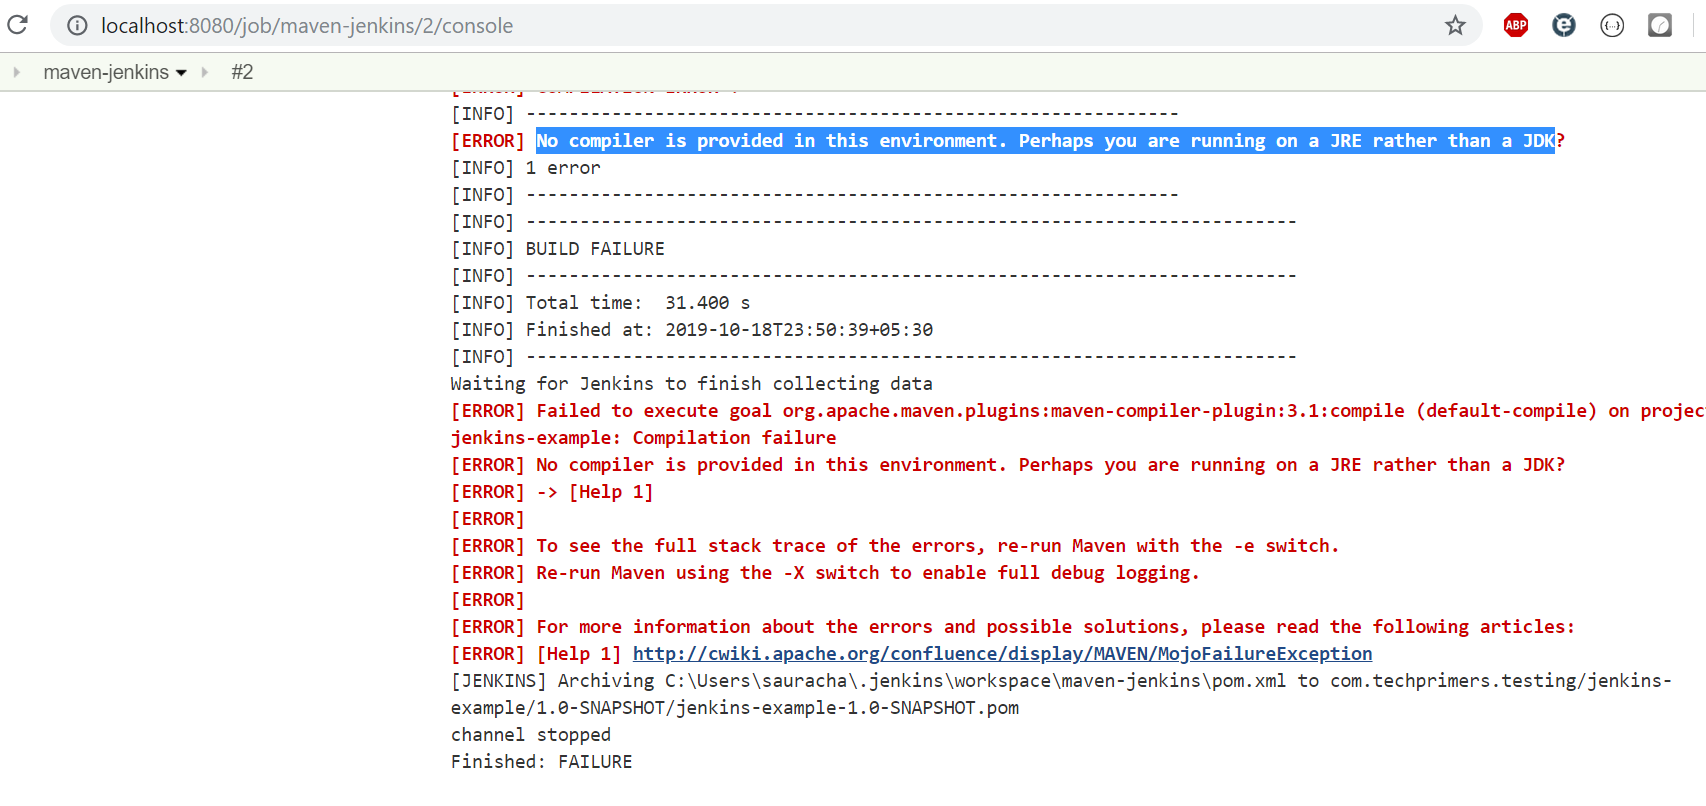 localhost:8080/job/maven-jenkins/2/console
ABP
maven-jenkins #2
[ERROR] COMPILATION ERROR :
[INFO] -------------------------------------------------------------
[ERROR] No compiler is provided in this environment. Perhaps you are running on a JRE rather than a JDK?
[INFO] 1 error
[INFO] -------------------------------------------------------------
[INFO] ------------------------------------------------------------------------
[INFO] BUILD FAILURE
[INFO] ------------------------------------------------------------------------
[INFO] Total time:  31.400 s
[INFO] Finished at: 2019-10-18T23:50:39+05:30
[INFO] ------------------------------------------------------------------------
Waiting for Jenkins to finish collecting data
[ERROR] Failed to execute goal org.apache.maven.plugins:maven-compiler-plugin:3.1:compile (default-compile) on projec
jenkins-example: Compilation failure
[ERROR] No compiler is provided in this environment. Perhaps you are running on a JRE rather than a JDK?
[ERROR] -> [Help 1]
[ERROR]
[ERROR] To see the full stack trace of the errors, re-run Maven with the -e switch.
[ERROR] Re-run Maven using the -X switch to enable full debug logging.
[ERROR]
[ERROR] For more information about the errors and possible solutions, please read the following articles:
[ERROR] [Help 1] http://cwiki.apache.org/confluence/display/MAVEN/MojoFailureException
[JENKINS] Archiving C:\Users\sauracha\.jenkins\workspace\maven-jenkins\pom.xml to com.techprimers.testing/jenkins-
example/1.0-SNAPSHOT/jenkins-example-1.0-SNAPSHOT.pom
channel stopped
Finished: FAILURE